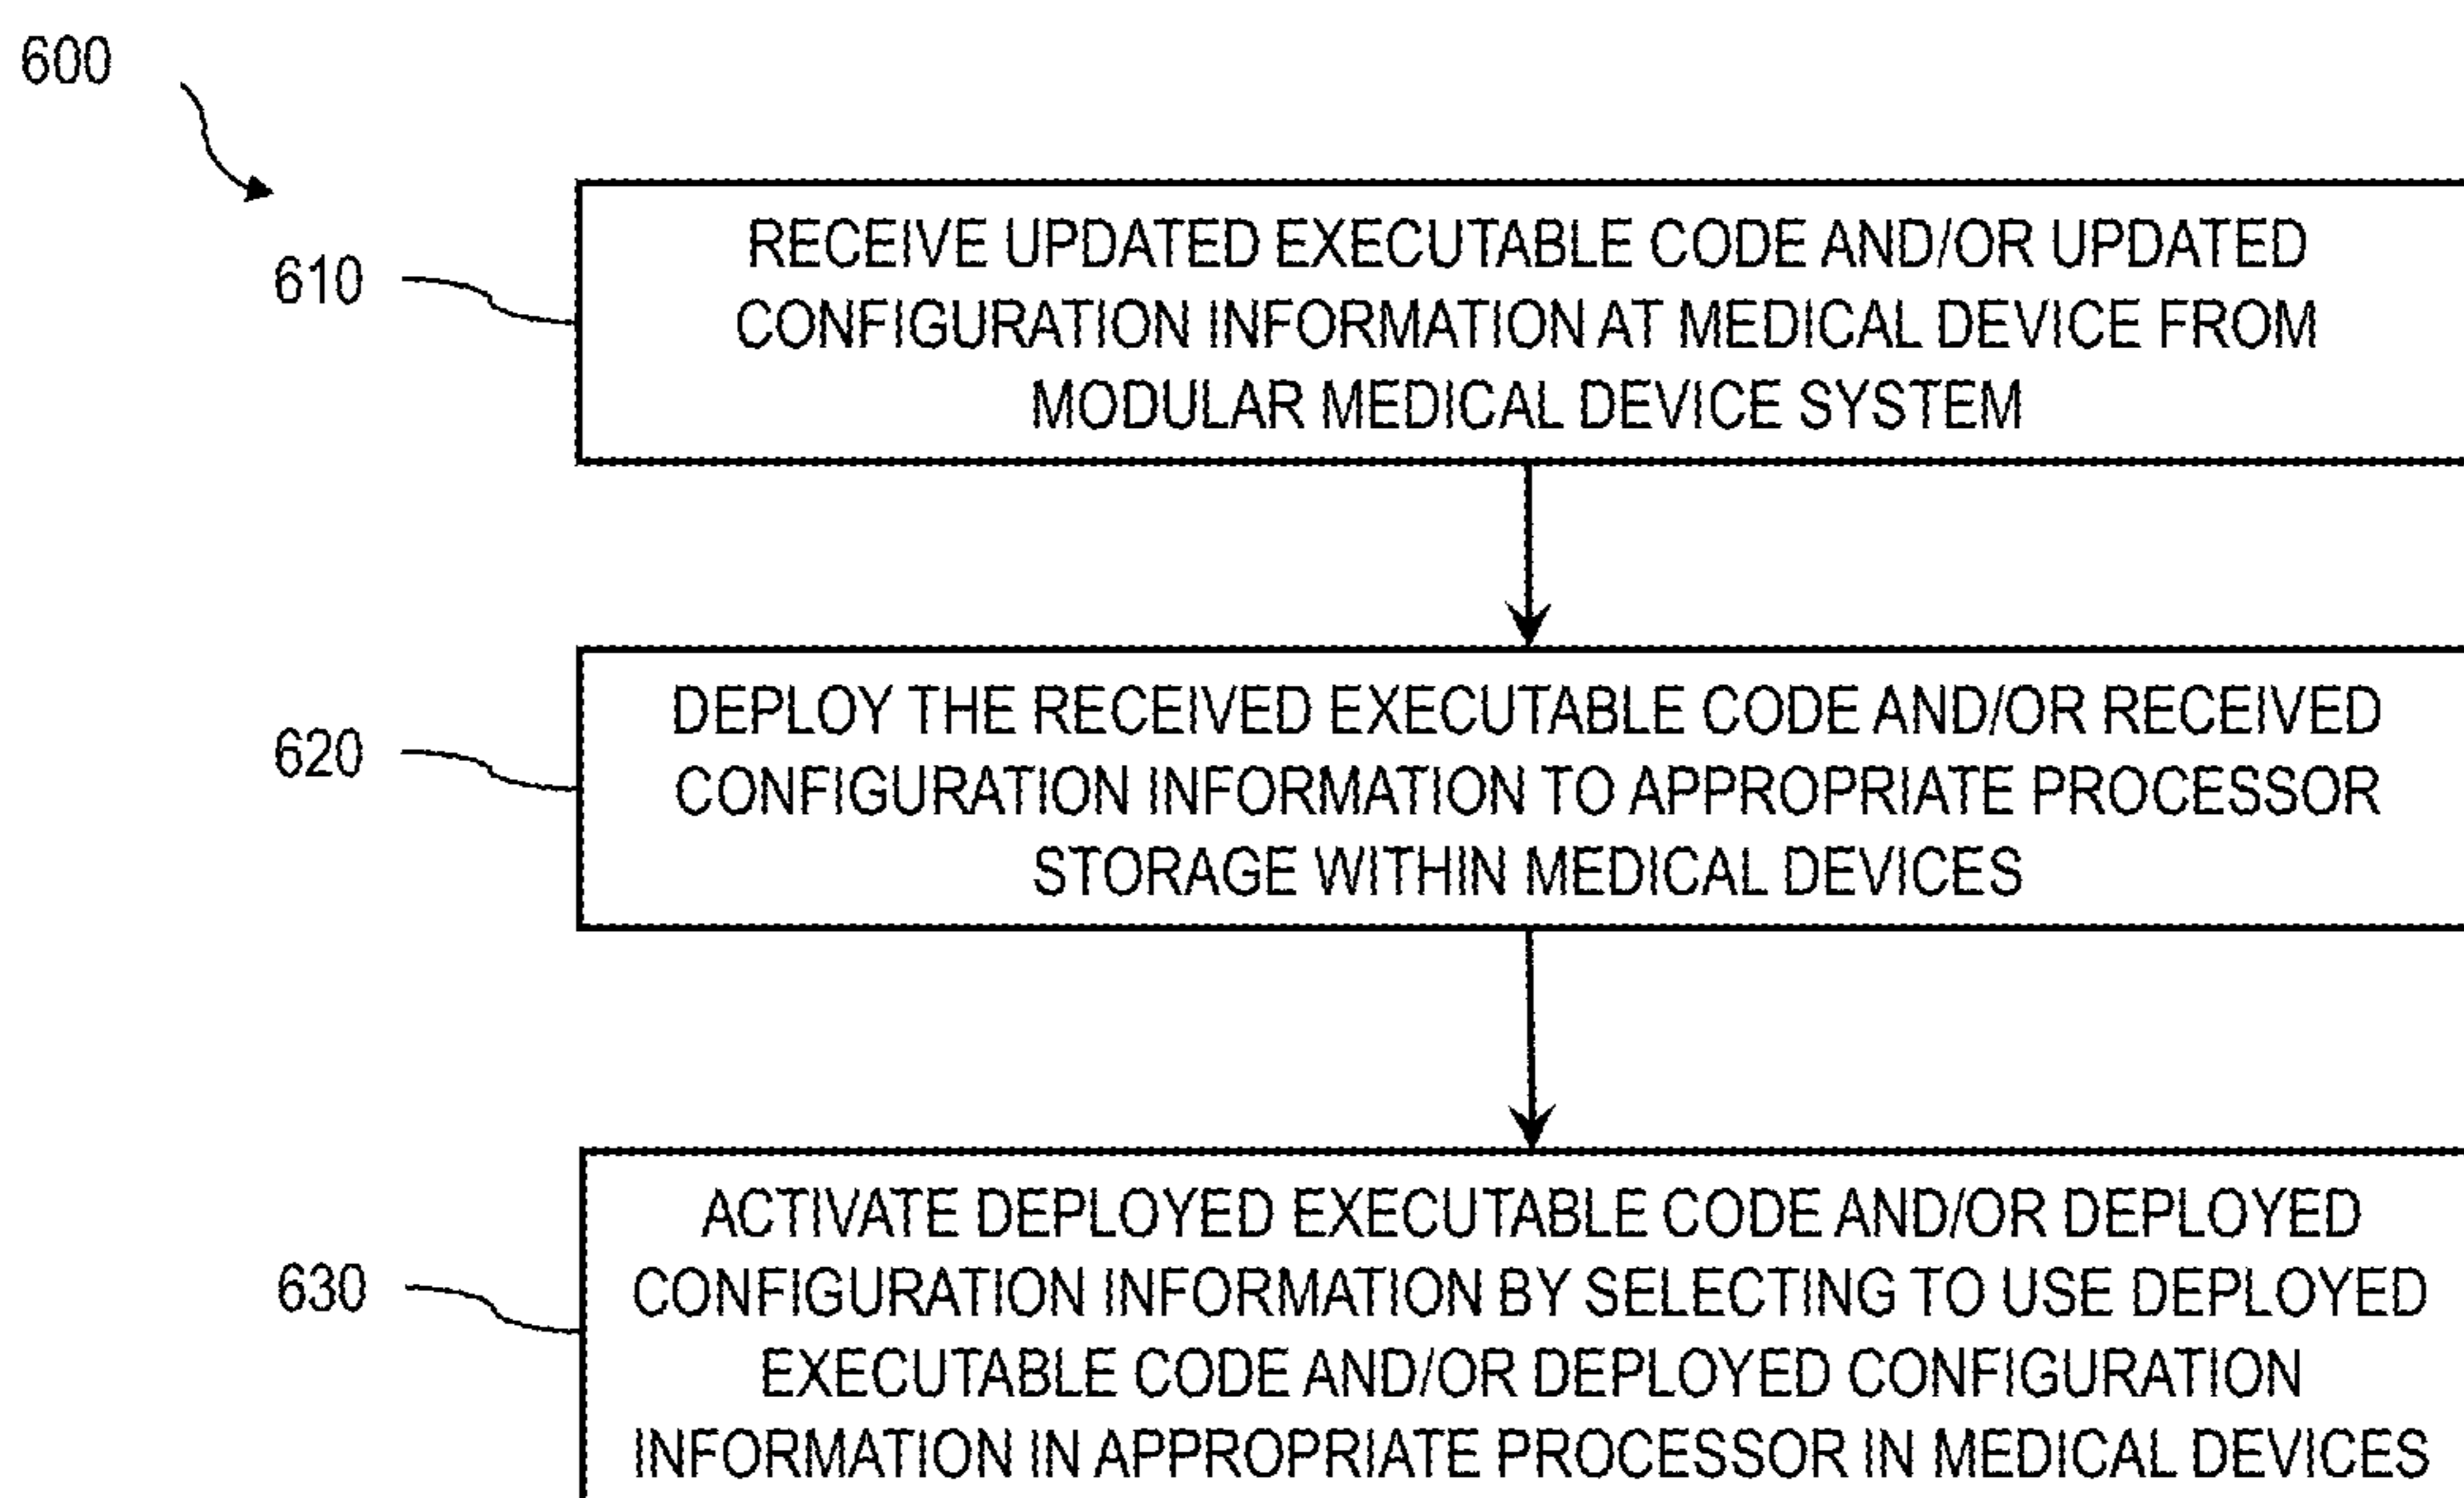 600
610
RECEIVE UPDATED EXECUTABLE CODE AND/OR UPDATED
CONFIGURATION INFORMATION AT MEDICAL DEVICE FROM
MODULAR MEDICAL DEVICE SYSTEM
620
DEPLOY THE RECEIVED EXECUTABLE CODE AND/OR RECEIVED
CONFIGURATION INFORMATION TO APPROPRIATE PROCESSOR
STORAGE WITHIN MEDICAL DEVICES
630
ACTIVATE DEPLOYED EXECUTABLE CODE AND/OR DEPLOYED
CONFIGURATION INFORMATION BY SELECTING TO USE DEPLOYED
EXECUTABLE CODE AND/OR DEPLOYED CONFIGURATION
INFORMATION IN APPROPRIATE PROCESSOR IN MEDICAL DEVICES